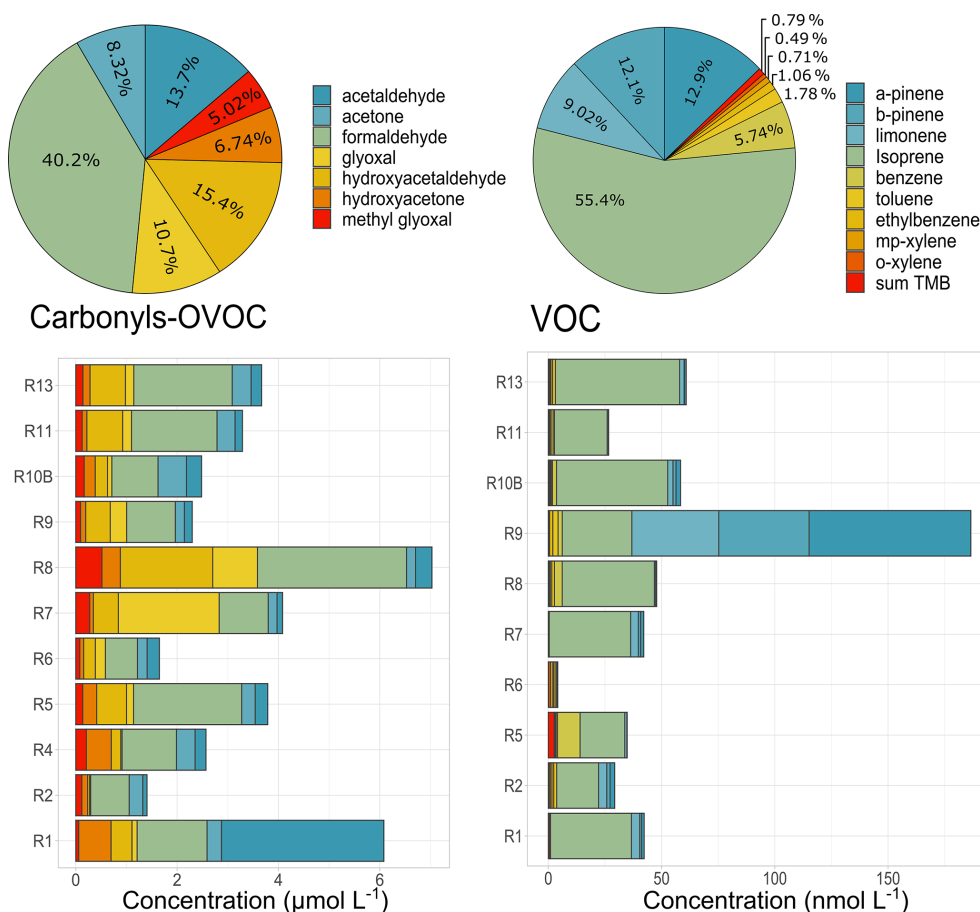 8.32%
13.7%
5.02%
6.74%
15.4%
10.7%
40.2%
acetaldehyde
acetone
formaldehyde
glyoxal
hydroxyacetaldehyde
hydroxyacetone
methyl glyoxal
Carbonyls-OVOC
12.1%
12.9%
0.79%
0.49%
0.71%
1.06%
1.78%
5.74%
9.02%
55.4%
a-pinene
b-pinene
limonene
Isoprene
benzene
toluene
ethylbenzene
mp-xylene
o-xylene
sum TMB
VOC
R13
R11
R10B
R9
R8
R7
R6
R5
R4
R2
R1
0 2 4 6
Concentration (µmol L⁻¹)
R13
R11
R10B
R9
R8
R7
R6
R5
R2
R1
0 50 100 150
Concentration (nmol L⁻¹)